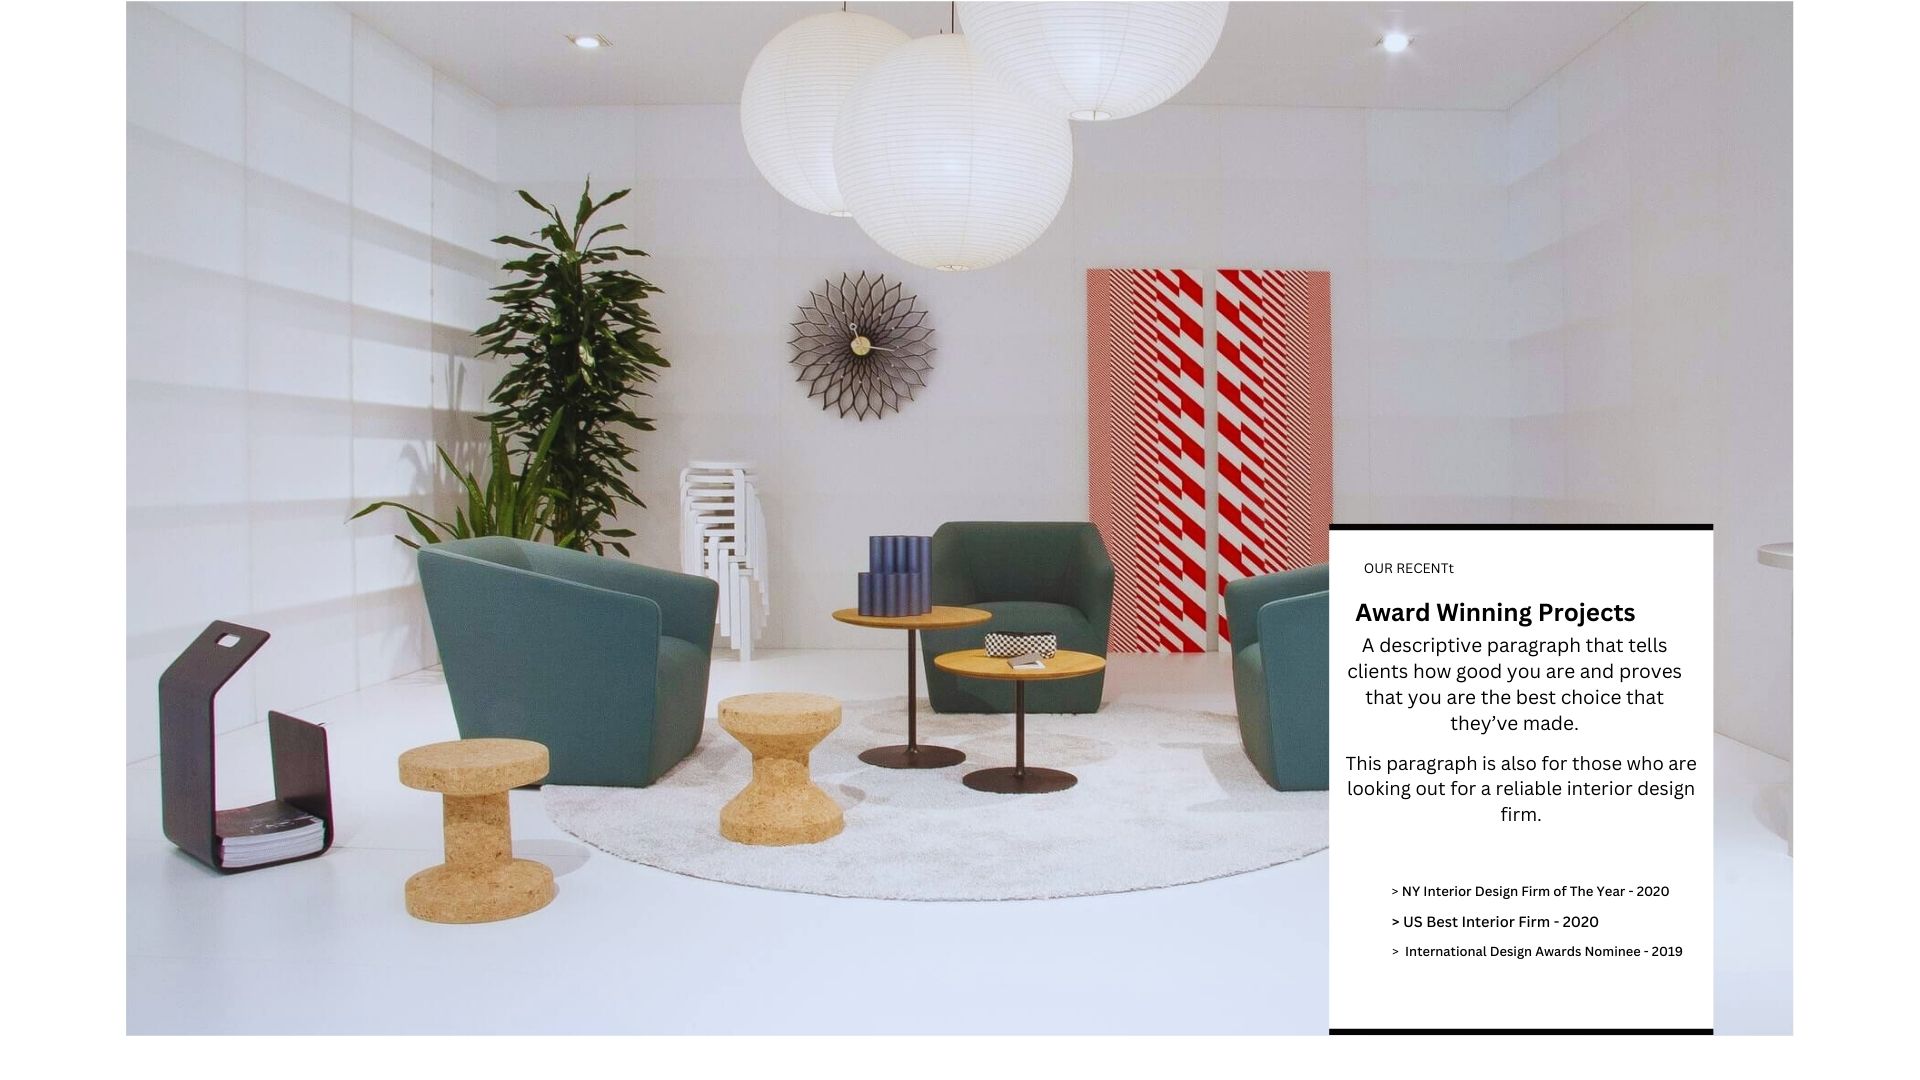 OUR RECENTt
Award Winning Projects
A descriptive paragraph that tells
clients how good you are and proves
that you are the best choice that
they’ve made.
This paragraph is also for those who are
looking out for a reliable interior design
firm.
> NY Interior Design Firm of The Year - 2020
> US Best Interior Firm - 2020
> International Design Awards Nominee - 2019